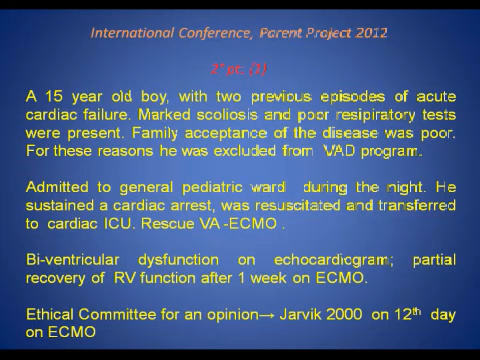 International Conference, Parent Project 2012
2° pt. (1)
A 15 year old boy, with two previous episodes of acute
cardiac failure. Marked scoliosis and poor resipiratory tests
were present. Family acceptance of the disease was poor.
For these reasons he was excluded from VAD program.
Admitted to general pediatric ward during the night. He
sustained a cardiac arrest, was resuscitated and transferred
to cardiac ICU. Rescue VA -ECMO .
Bi-ventricular dysfunction on echocardiogram; partial
recovery of RV function after 1 week on ECMO.
Ethical Committee for an opinion→ Jarvik 2000 on 12th day
on ECMO